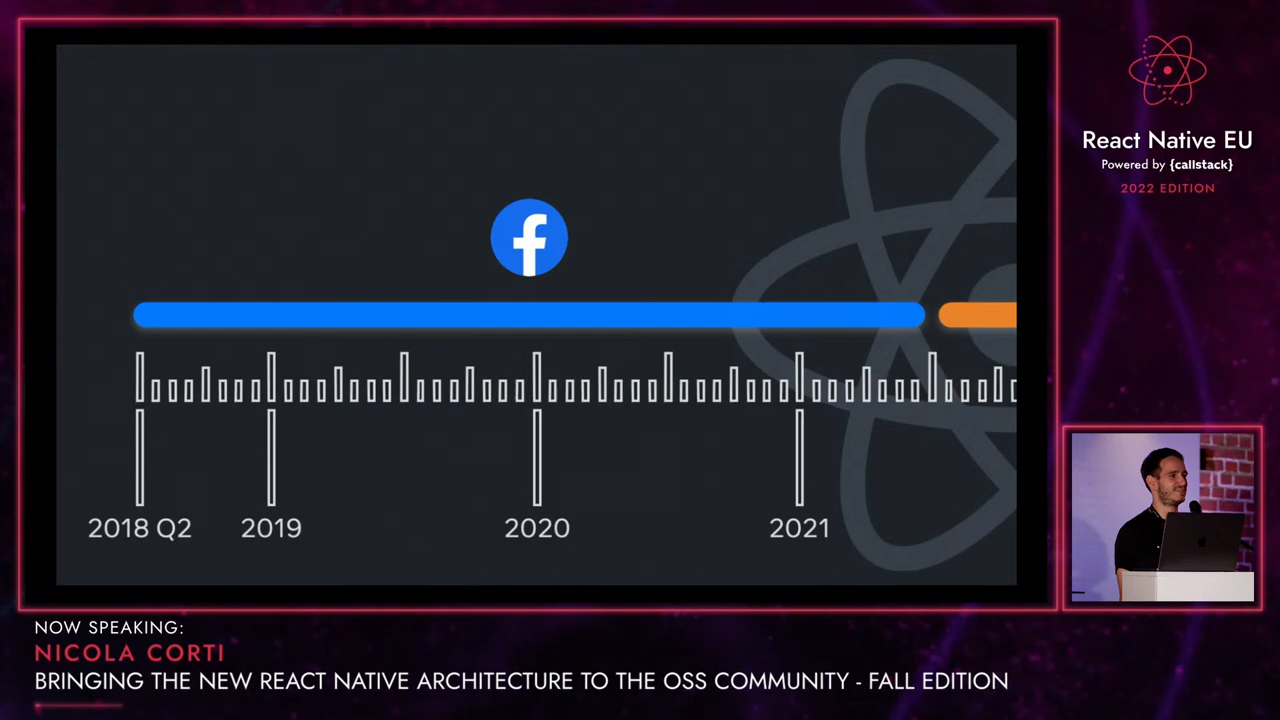 2018 Q2 2019 2020 2021
React Native EU
Powered by {callstack}
2022 EDITION
NOW SPEAKING:
NICOLA CORTI
BRINGING THE NEW REACT NATIVE ARCHITECTURE TO THE OSS COMMUNITY - FALL EDITION